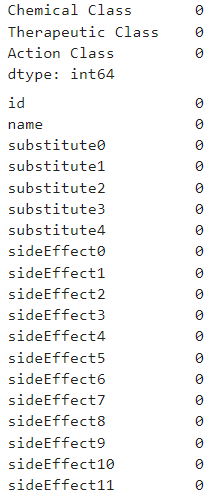 Chemical Class 0
Therapeutic Class 0
Action Class 0
dtype: int64
id 0
name 0
substitute0 0
substitute1 0
substitute2 0
substitute3 0
substitute4 0
sideEffect0 0
sideEffect1 0
sideEffect2 0
sideEffect3 0
sideEffect4 0
sideEffect5 0
sideEffect6 0
sideEffect7 0
sideEffect8 0
sideEffect9 0
sideEffect10 0
sideEffect11 0